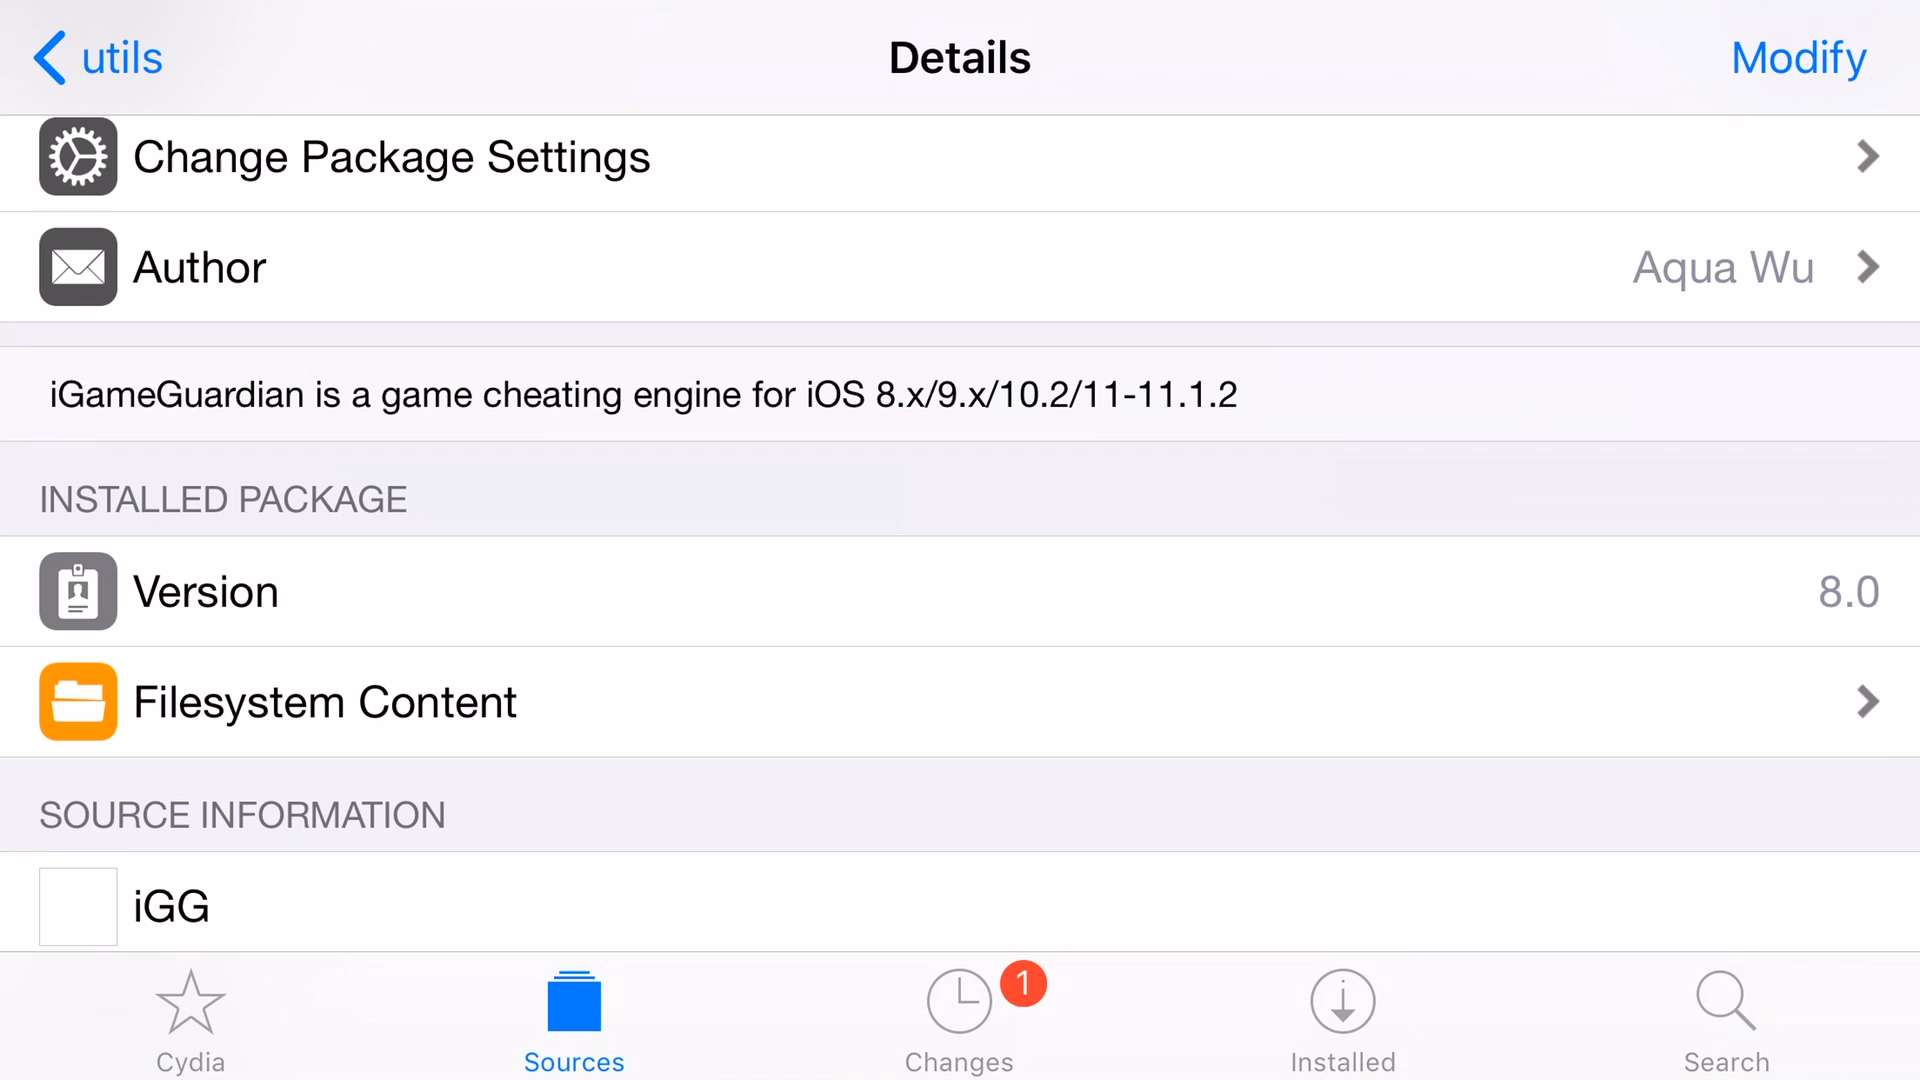 utils
Details
Modify
Change Package Settings
Author
Aqua Wu
iGameGuardian is a game cheating engine for iOS 8.x/9.x/10.2/11-11.1.2
INSTALLED PACKAGE
Version
8.0
Filesystem Content
SOURCE INFORMATION
iGG
1
Cydia
Sources
Changes
Installed
Search